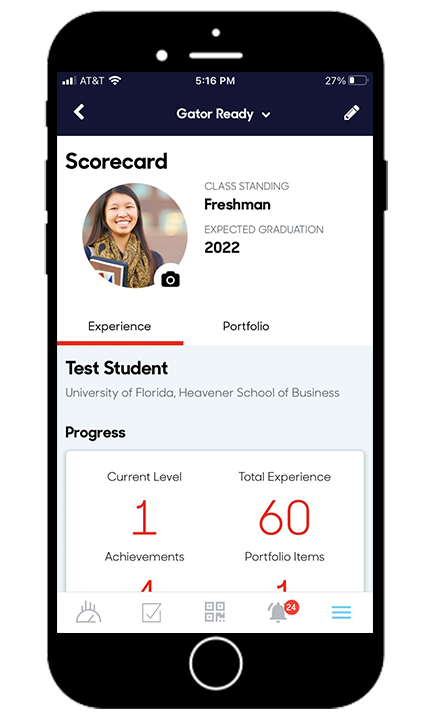 AT&T 5:16 PM 27%
Gator Ready
Scorecard
CLASS STANDING
Freshman
EXPECTED GRADUATION
2022
Experience Portfolio
Test Student
University of Florida, Heavener School of Business
Progress
Current Level Total Experience
1 60
Achievements Portfolio Items
4 1
24